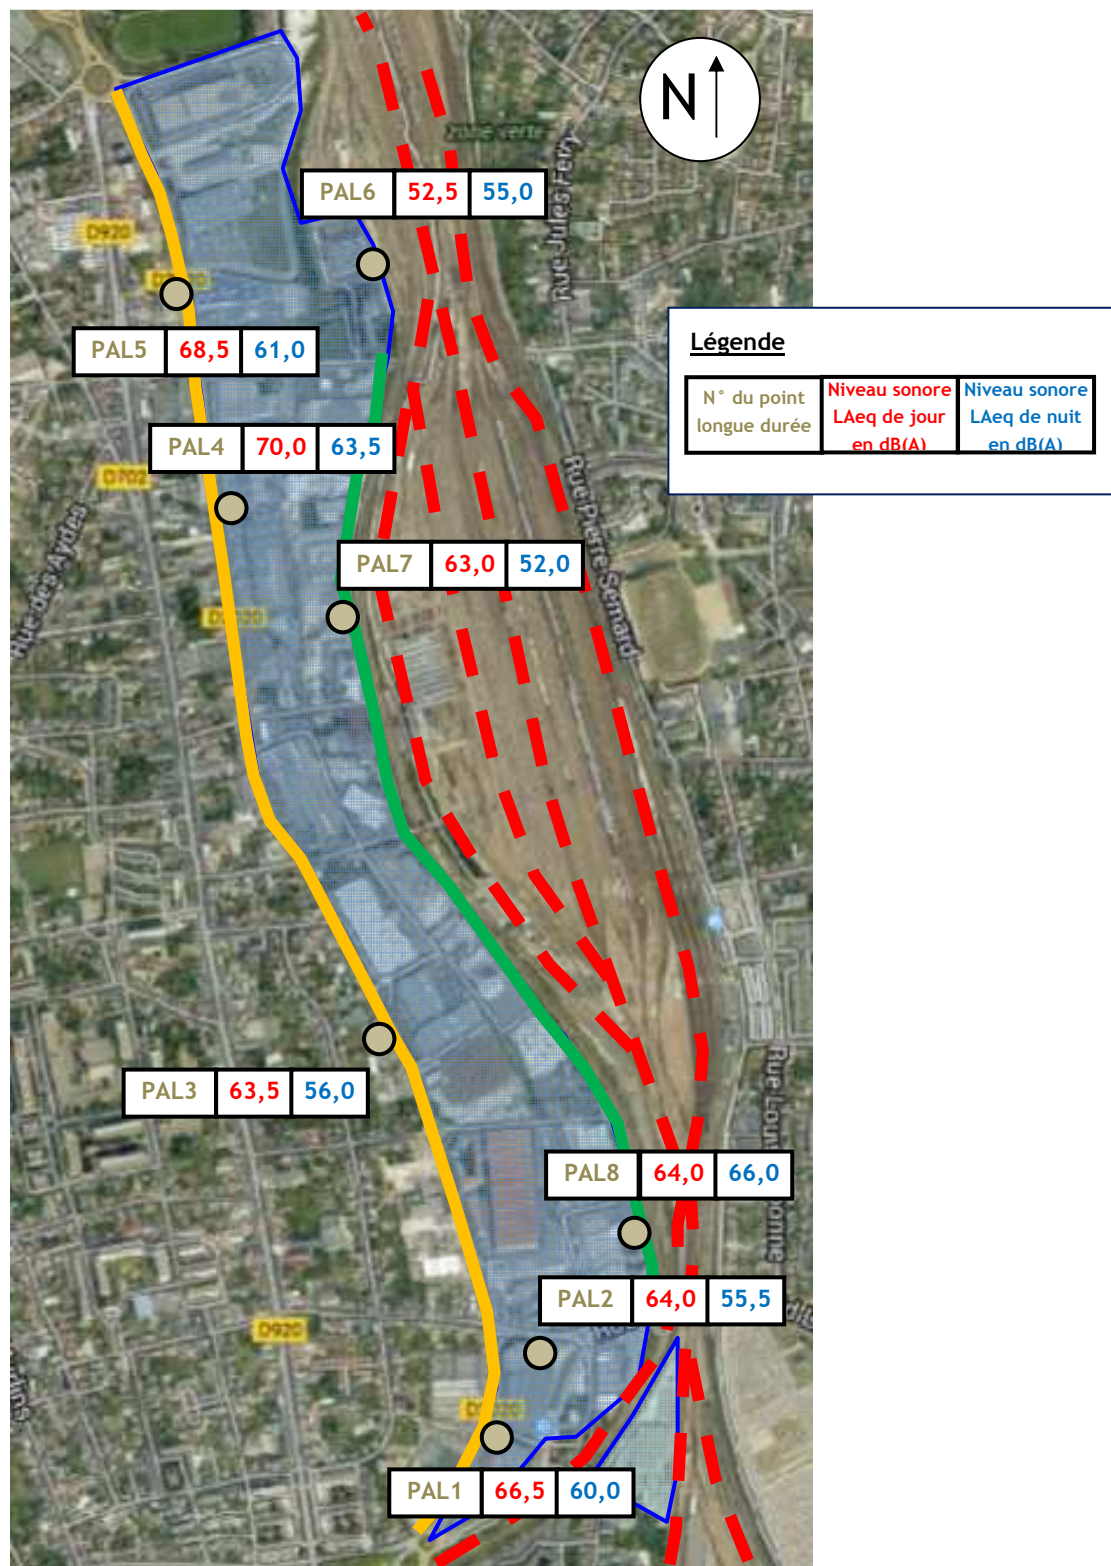 N
zone verte
PAL6 52,5 55,0
Rue Jules Ferry
D920
PAL5 68,5 61,0
Légende
N° du point
longue durée
Niveau sonore
LAeq de jour
en dB(A)
Niveau sonore
LAeq de nuit
en dB(A)
PAL4 70,0 63,5
D702
Rue des Aydes
Rue Pierre Semard
PAL7 63,0 52,0
PAL3 63,5 56,0
PAL8 64,0 66,0
PAL2 64,0 55,5
D920
PAL1 66,5 60,0